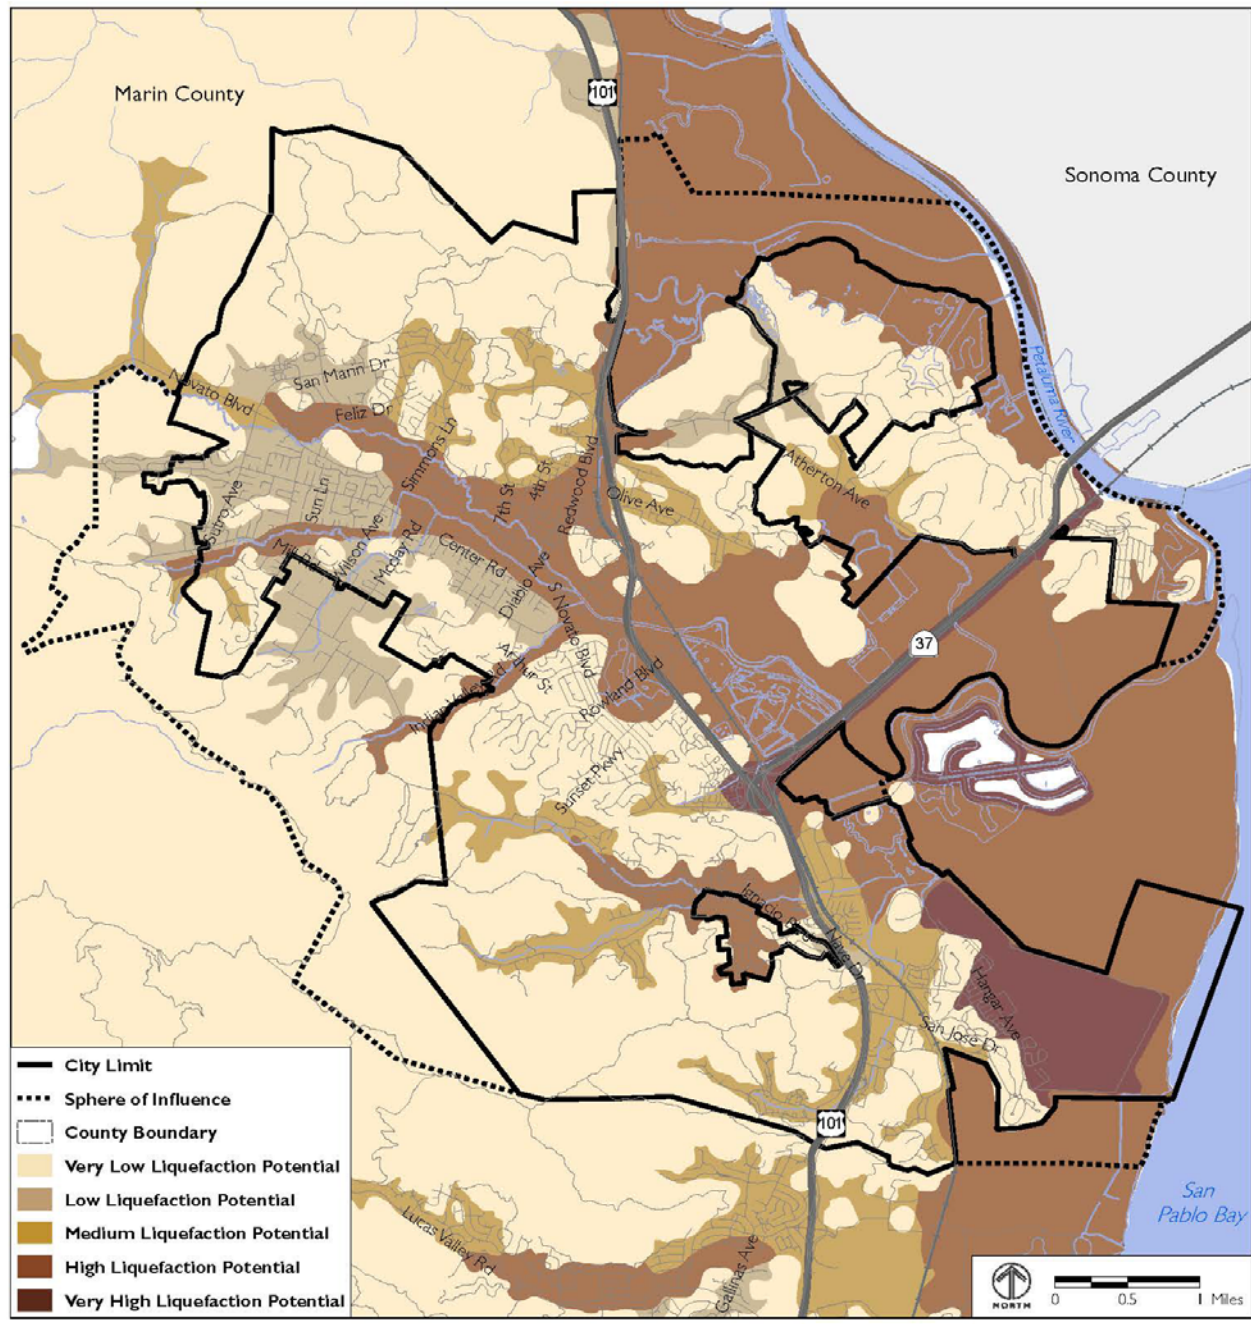 Marin County
101
Sonoma County
San Marin Dr
Novato Blvd
Feliz Dr
Simmons Ln
Petaluma River
7th St
4th St
Redwood Blvd
Olive Ave
Atherton Ave
Sutro Ave
Sun Ln
Wilson Ave
Mcclay Rd
Center Rd
Mill Rd
Diablo Ave
S Novato Blvd
37
Arthur St
Indian Valley Rd
Rowland Blvd
Sunset Pkwy
Ignacio Blvd
Nave Dr
Hangar Ave
San Jose Dr
101
City Limit
Sphere of Influence
County Boundary
Very Low Liquefaction Potential
Low Liquefaction Potential
Medium Liquefaction Potential
High Liquefaction Potential
Very High Liquefaction Potential
Lucas Valley Rd
Gallinas Ave
San
Pablo Bay
NORTH
0 0.5 1 Miles